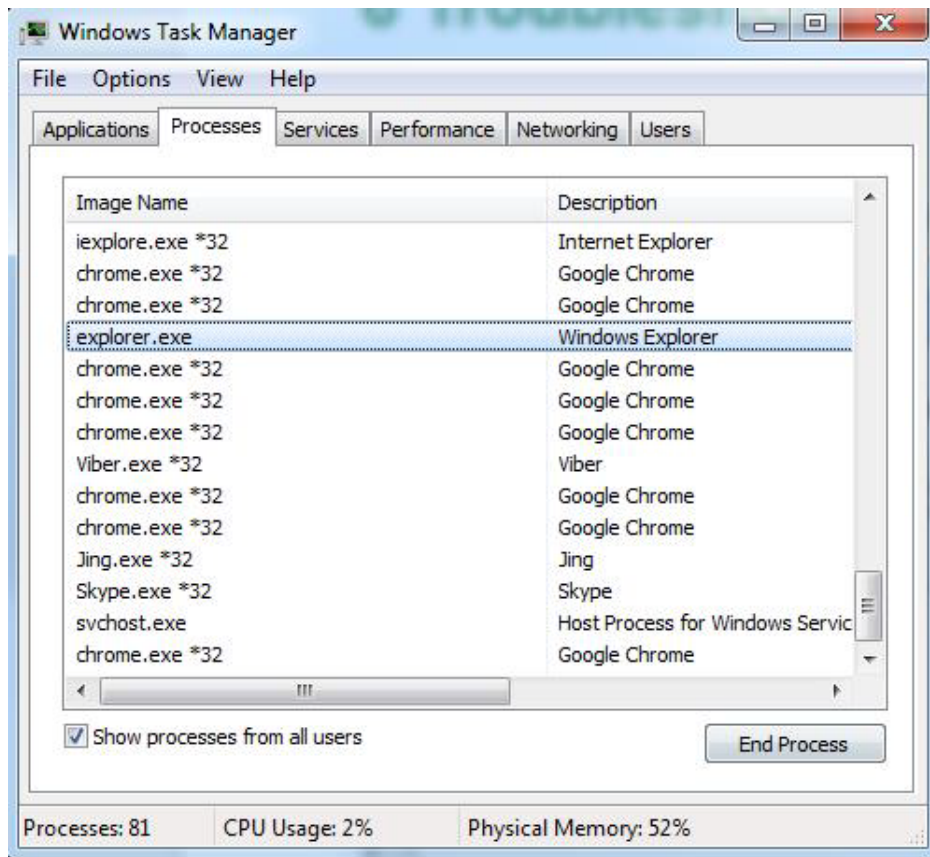 Windows Task Manager
File Options View Help
Applications Processes Services Performance Networking Users
Image Name Description
iexplore.exe *32 Internet Explorer
chrome.exe *32 Google Chrome
chrome.exe *32 Google Chrome
explorer.exe Windows Explorer
chrome.exe *32 Google Chrome
chrome.exe *32 Google Chrome
chrome.exe *32 Google Chrome
Viber.exe *32 Viber
chrome.exe *32 Google Chrome
chrome.exe *32 Google Chrome
Jing.exe *32 Jing
Skype.exe *32 Skype
svchost.exe Host Process for Windows Servic
chrome.exe *32 Google Chrome
Show processes from all users
End Process
Processes: 81 CPU Usage: 2% Physical Memory: 52%